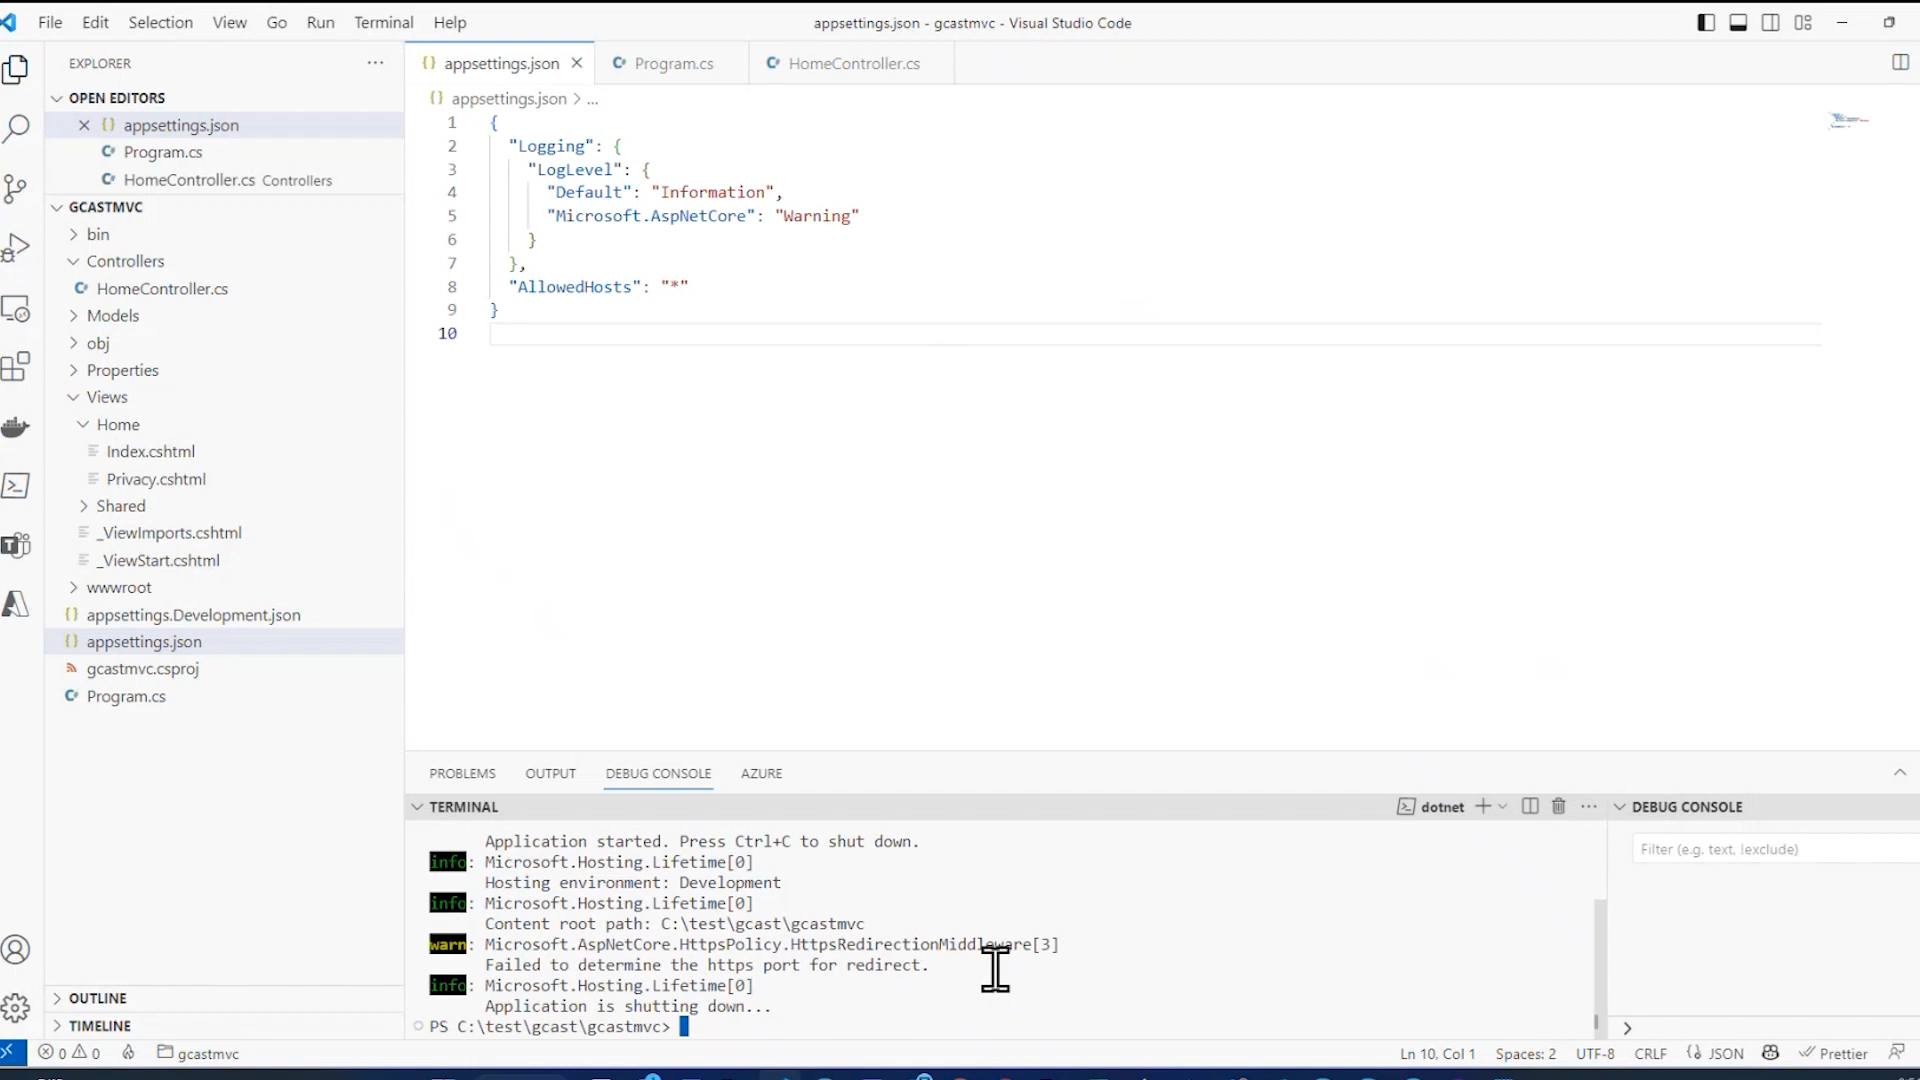 File Edit Selection View Go Run Terminal Help
appsettings.json - gcastmvc - Visual Studio Code
EXPLORER
OPEN EDITORS
appsettings.json
Program.cs
HomeController.cs Controllers
GCASTMVC
bin
Controllers
HomeController.cs
Models
obj
Properties
Views
Home
Index.cshtml
Privacy.cshtml
Shared
_ViewImports.cshtml
_ViewStart.cshtml
wwwroot
appsettings.Development.json
appsettings.json
gcastmvc.csproj
Program.cs
OUTLINE
TIMELINE
appsettings.json Program.cs HomeController.cs
appsettings.json > ...
1 {
2 "Logging": {
3 "LogLevel": {
4 "Default": "Information",
5 "Microsoft.AspNetCore": "Warning"
6 }
7 },
8 "AllowedHosts": "*"
9 }
10
PROBLEMS OUTPUT DEBUG CONSOLE AZURE
TERMINAL
dotnet
Application started. Press Ctrl+C to shut down.
info: Microsoft.Hosting.Lifetime[0]
Hosting environment: Development
info: Microsoft.Hosting.Lifetime[0]
Content root path: C:\test\gcast\gcastmvc
warn: Microsoft.AspNetCore.HttpsPolicy.HttpsRedirectionMiddleware[3]
Failed to determine the https port for redirect.
info: Microsoft.Hosting.Lifetime[0]
Application is shutting down...
PS C:\test\gcast\gcastmvc>
DEBUG CONSOLE
Filter (e.g. text, !exclude)
0 0 gcastmvc
Ln 10, Col 1 Spaces: 2 UTF-8 CRLF {} JSON Prettier